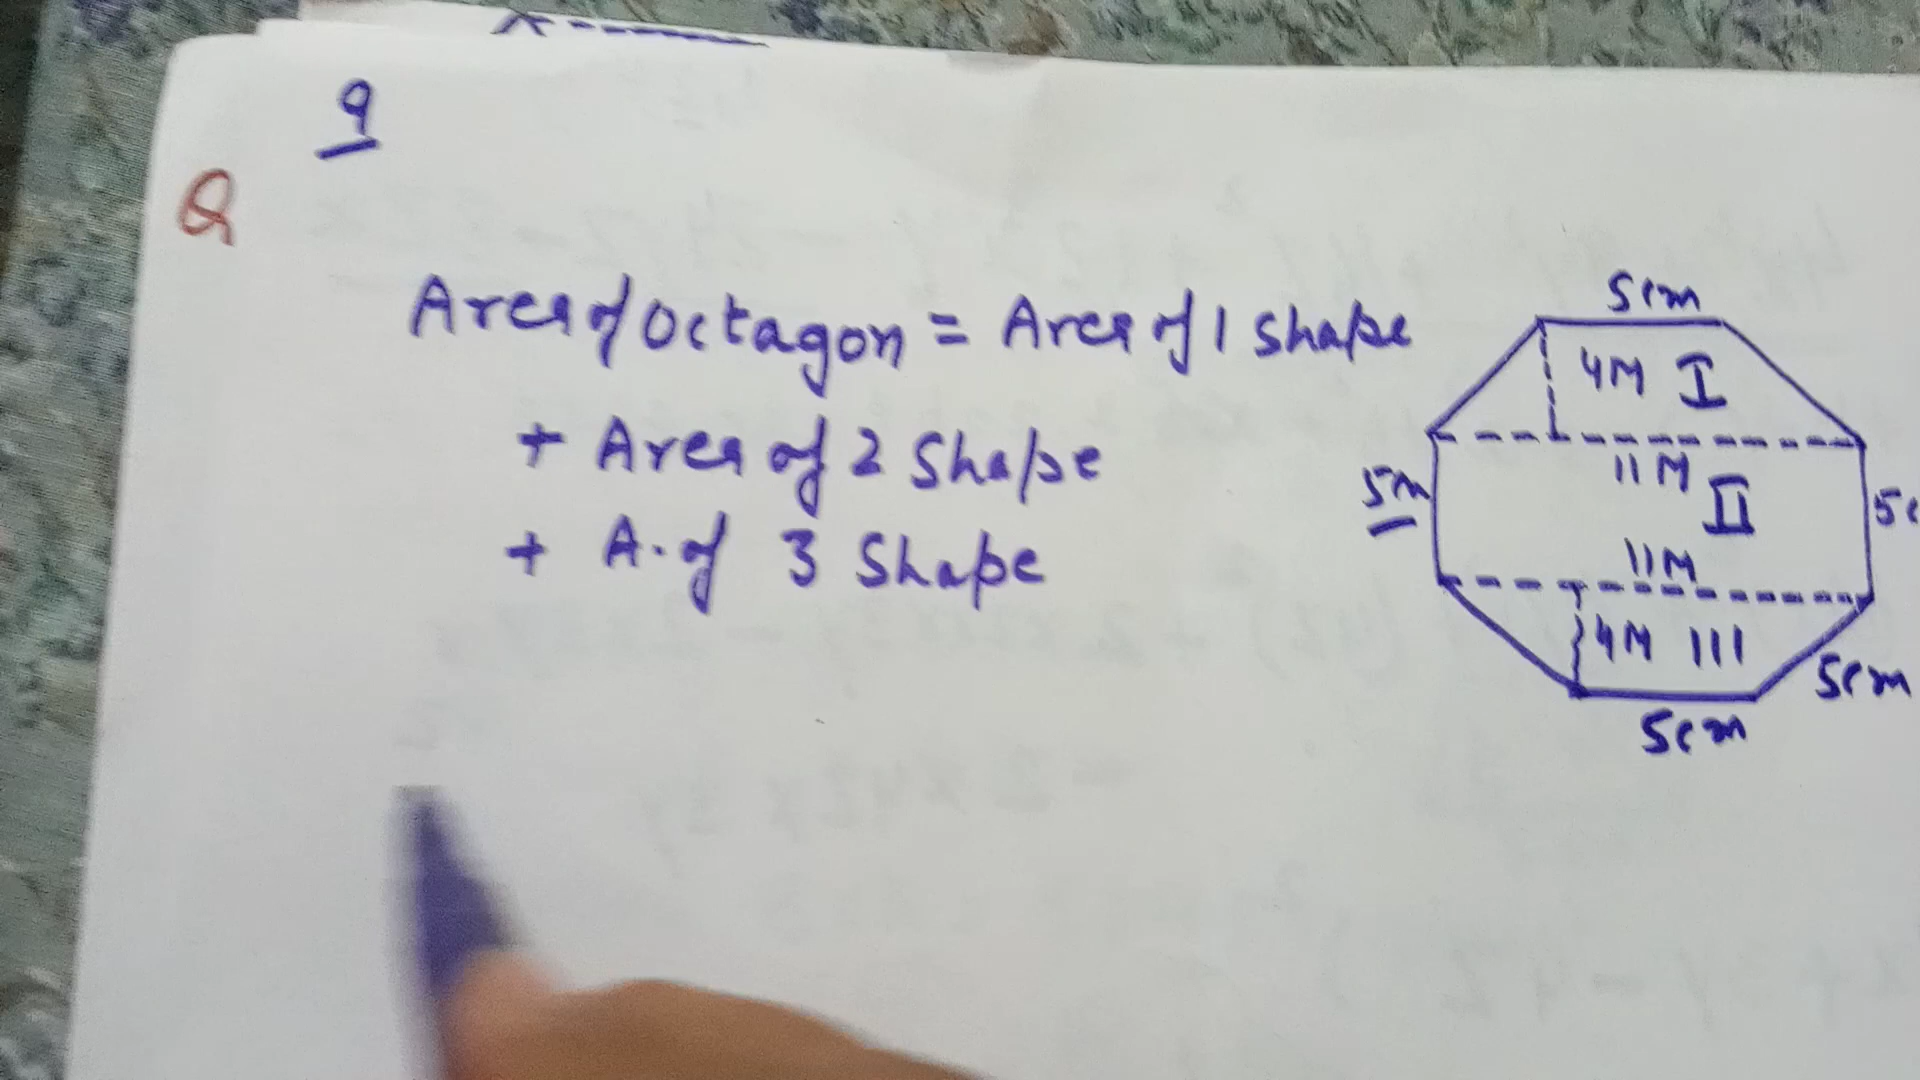 9
Q
Area of Octagon = Area of 1 Shape
+ Area of 2 Shape
+ A. of 3 Shape
5cm
4M I
11M
5m
II
5c
11M
4M III
5cm
5cm